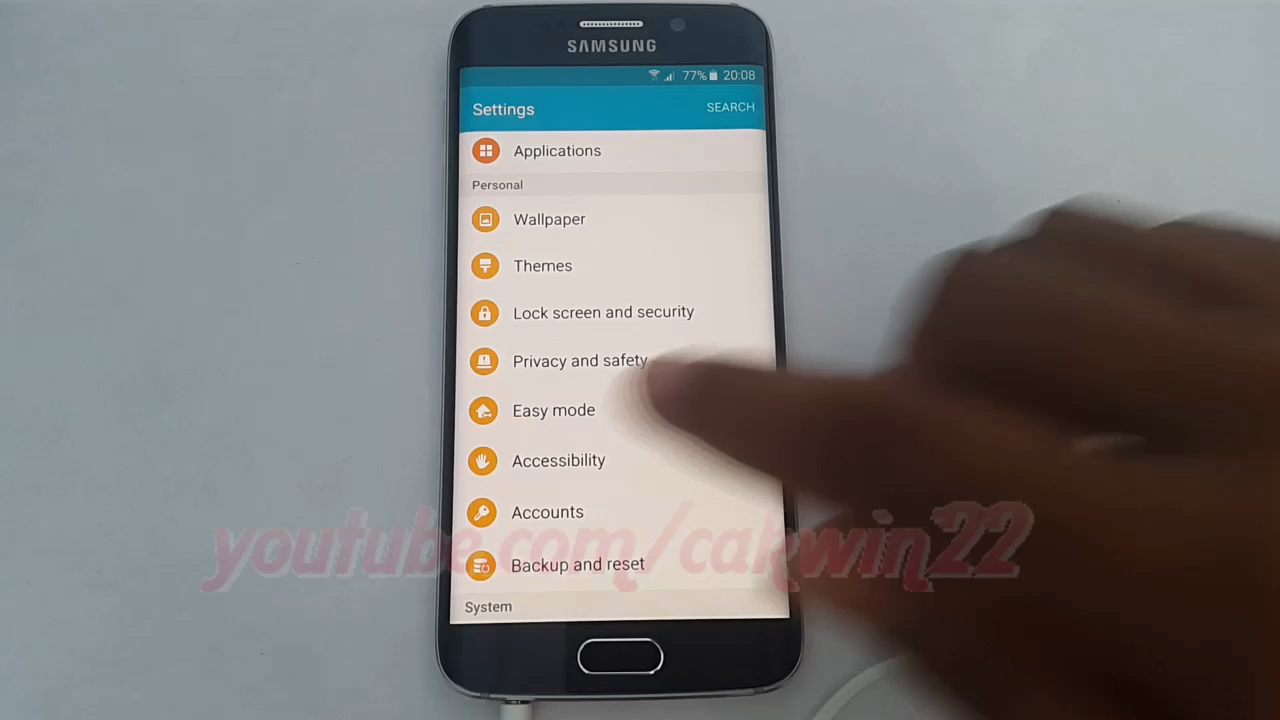 SAMSUNG
77% 20:08
Settings SEARCH
Applications
Personal
Wallpaper
Themes
Lock screen and security
Privacy and safety
Easy mode
Accessibility
Accounts
youtube.com/cakwin22
Backup and reset
System